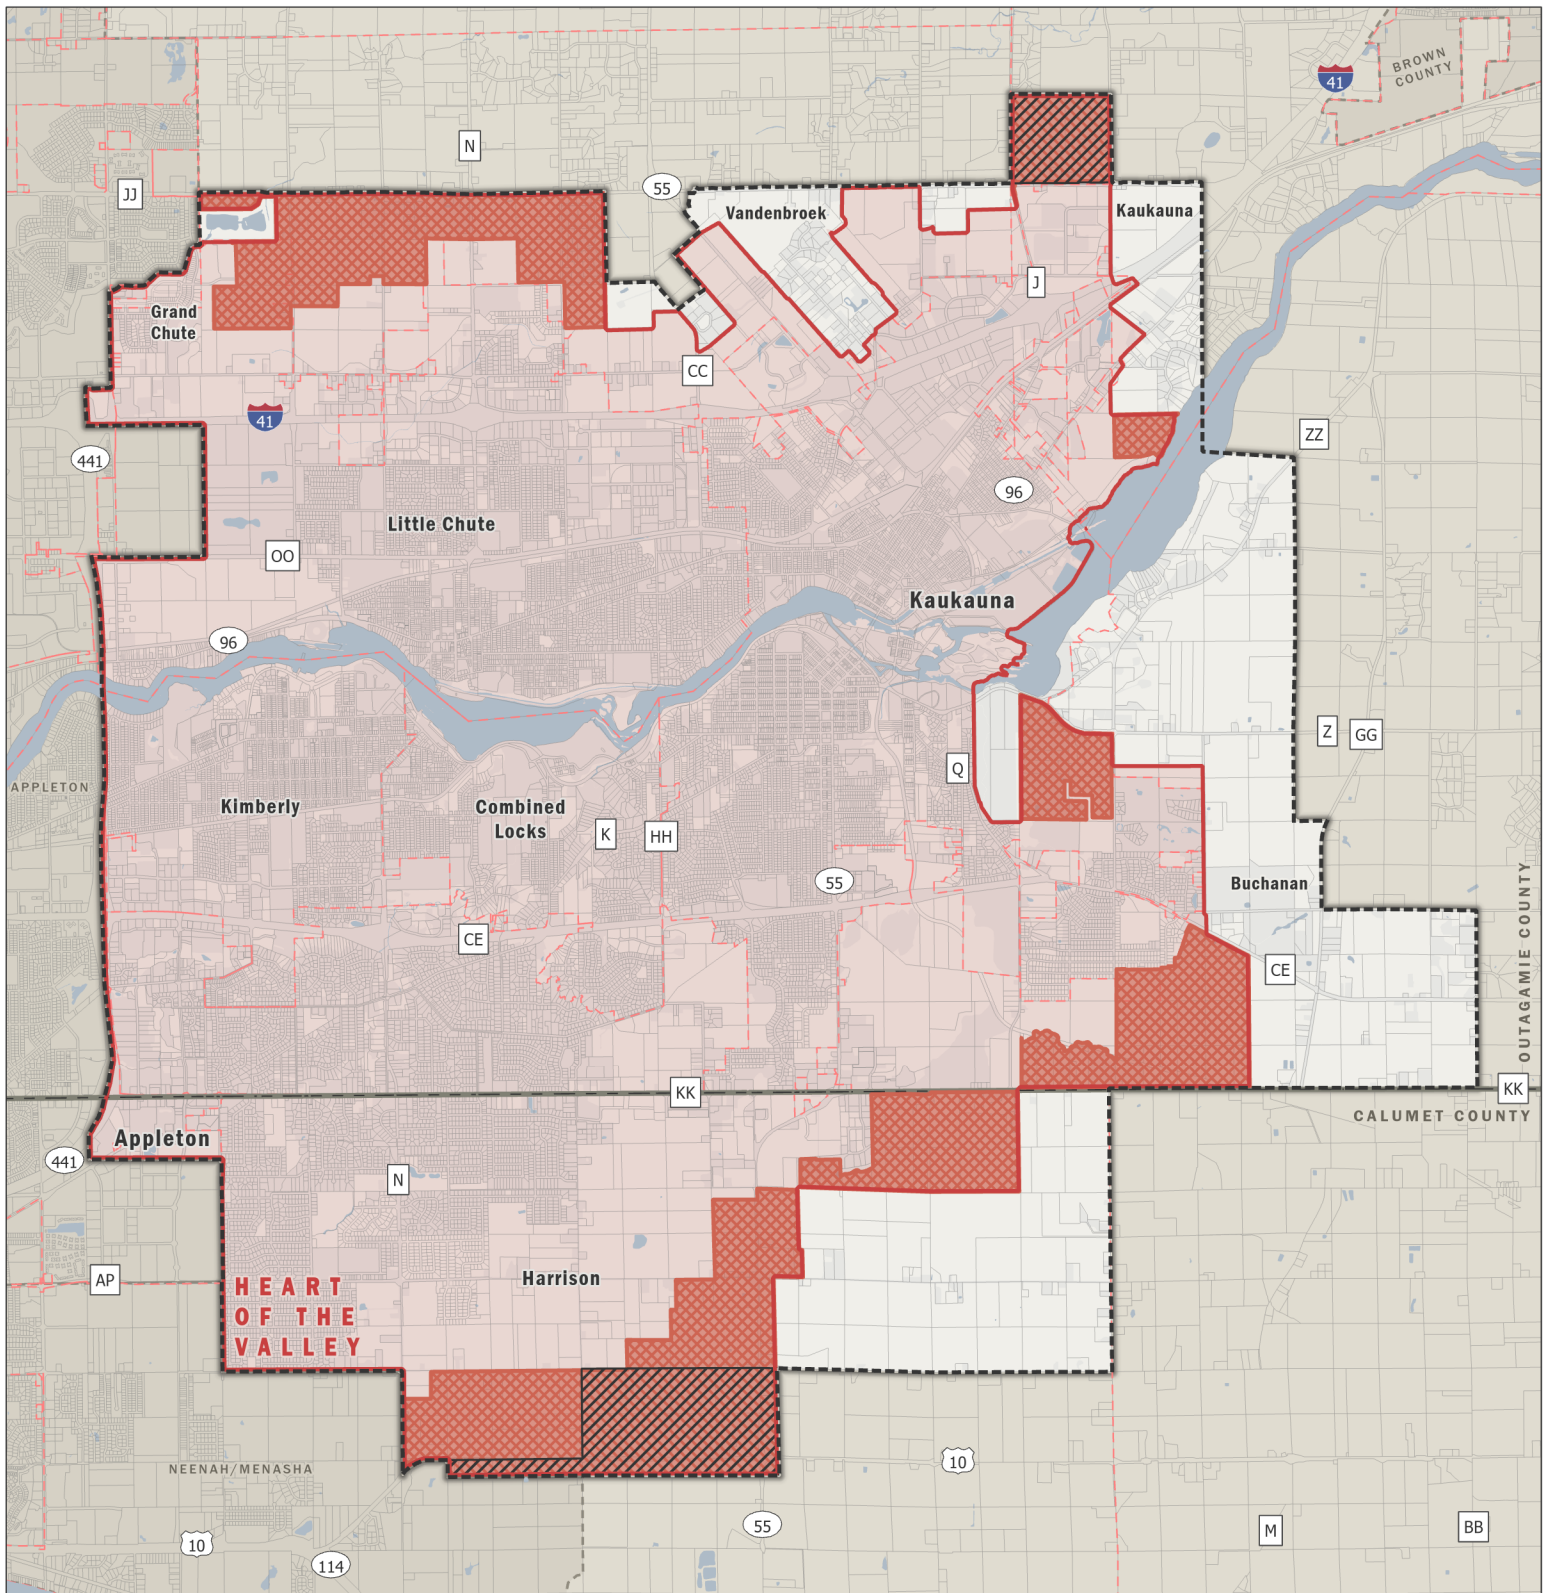 BROWN
COUNTY
41
N
JJ
55
Vandenbroek
Kaukauna
J
Grand
Chute
CC
41
441
ZZ
96
Little Chute
OO
Kaukauna
96
Z
GG
Q
APPLETON
Kimberly
Combined
Locks
K
HH
55
Buchanan
CE
CE
OUTAGAMIE COUNTY
KK
KK
CALUMET COUNTY
Appleton
441
N
AP
Harrison
HEART
OF THE
VALLEY
NEENAH/MENASHA
10
55
M
BB
10
114